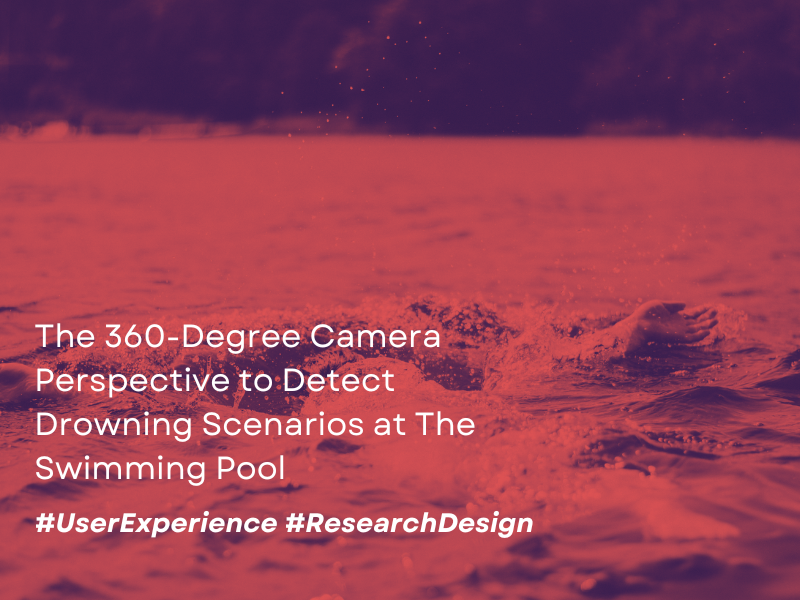 The 360-Degree Camera
Perspective to Detect
Drowning Scenarios at The
Swimming Pool
#UserExperience #ResearchDesign